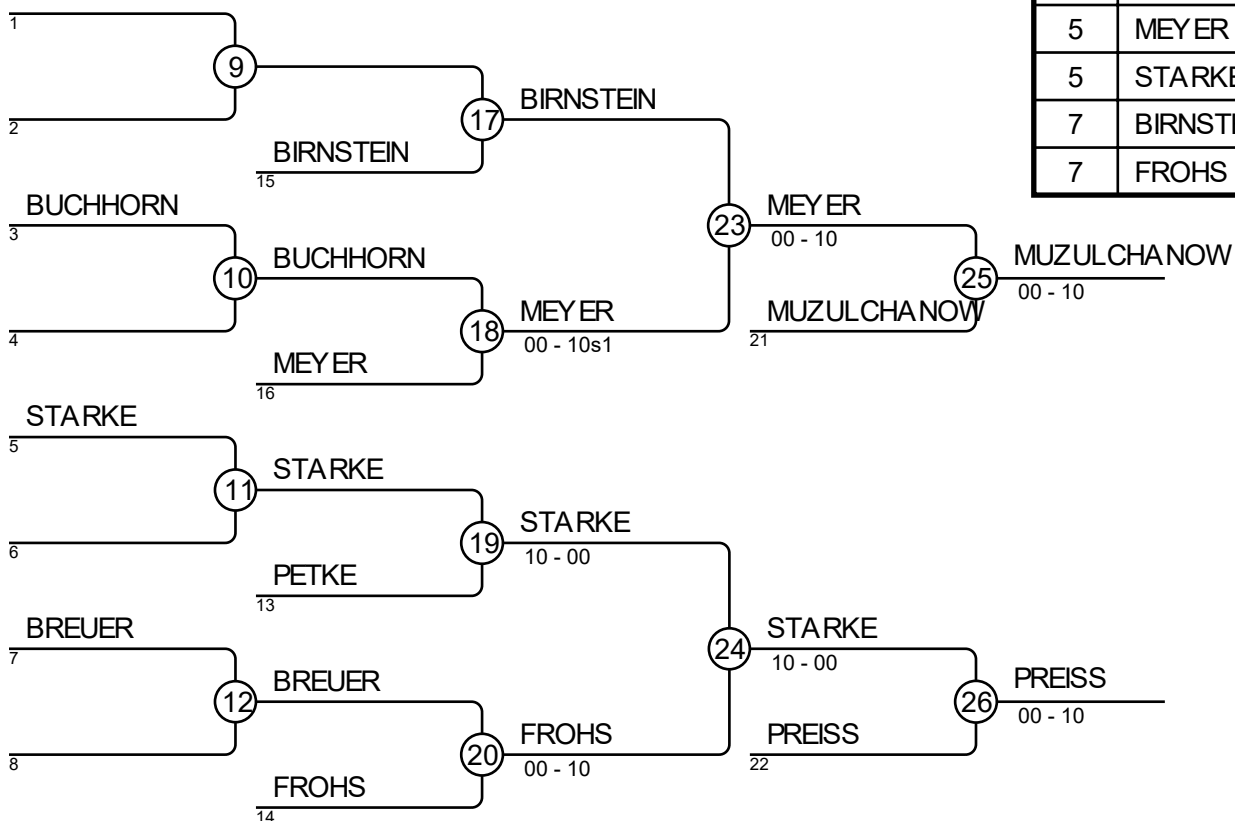 1
9
2
17
BIRNSTEIN
BIRNSTEIN
15
BUCHHORN
3
10
BUCHHORN
4
18
MEYER
00 - 10s1
MEYER
16
23
MEYER
00 - 10
MUZULCHANOW
21
25
MUZULCHANOW
00 - 10
STARKE
5
11
STARKE
6
19
STARKE
10 - 00
PETKE
13
BREUER
7
12
BREUER
8
20
FROHS
00 - 10
FROHS
14
24
STARKE
10 - 00
PREISS
22
26
PREISS
00 - 10
5 MEYER
5 STARKE
7 BIRNSTEI
7 FROHS